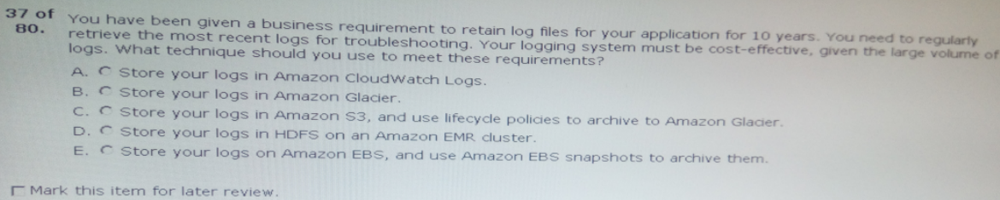 37 of 80. You have been given a business requirement to retain log files for your application for 10 years. You need to regularly
retrieve the most recent logs for troubleshooting. Your logging system must be cost-effective, given the large volume of
logs. What technique should you use to meet these requirements?
A. Store your logs in Amazon CloudWatch Logs.
B. Store your logs in Amazon Glacier.
C. Store your logs in Amazon S3, and use lifecycle policies to archive to Amazon Glacier.
D. Store your logs in HDFS on an Amazon EMR cluster.
E. Store your logs on Amazon EBS, and use Amazon EBS snapshots to archive them.
Mark this item for later review.